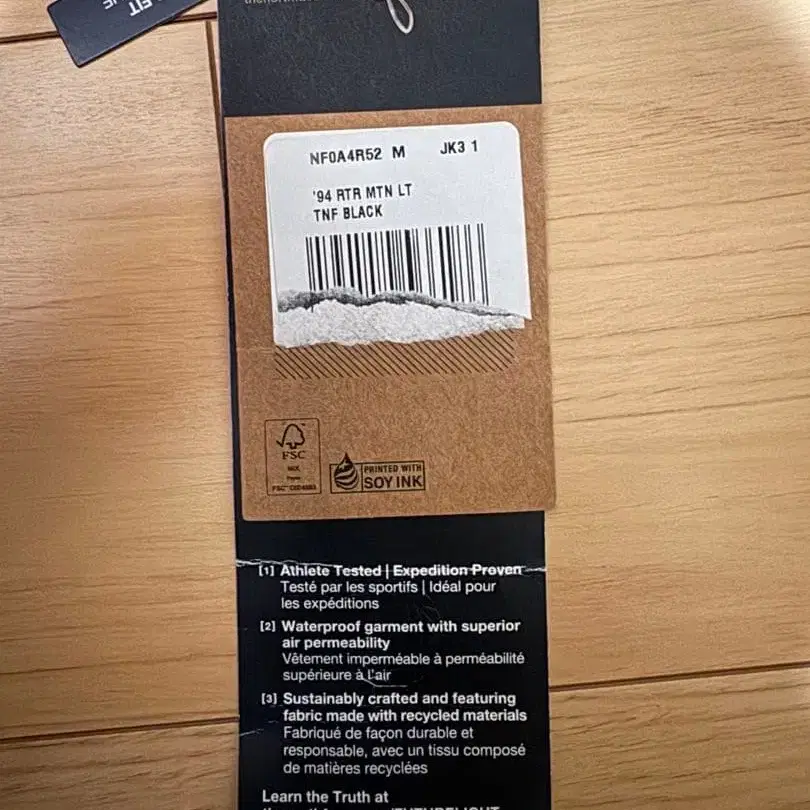 FIT
NF0A4R52 M JK3 1
'94 RTR MTN LT
TNF BLACK
FSC
MIX
Paper
PRINTED WITH
SOY INK
[1] Athlete Tested | Expedition Proven
Testé par les sportifs | Idéal pour
les expéditions
[2] Waterproof garment with superior
air permeability
Vêtement imperméable à perméabilité
supérieure à l'air
[3] Sustainably crafted and featuring
fabric made with recycled materials
Fabriqué de façon durable et
responsable, avec un tissu composé
de matières recyclées
Learn the Truth at